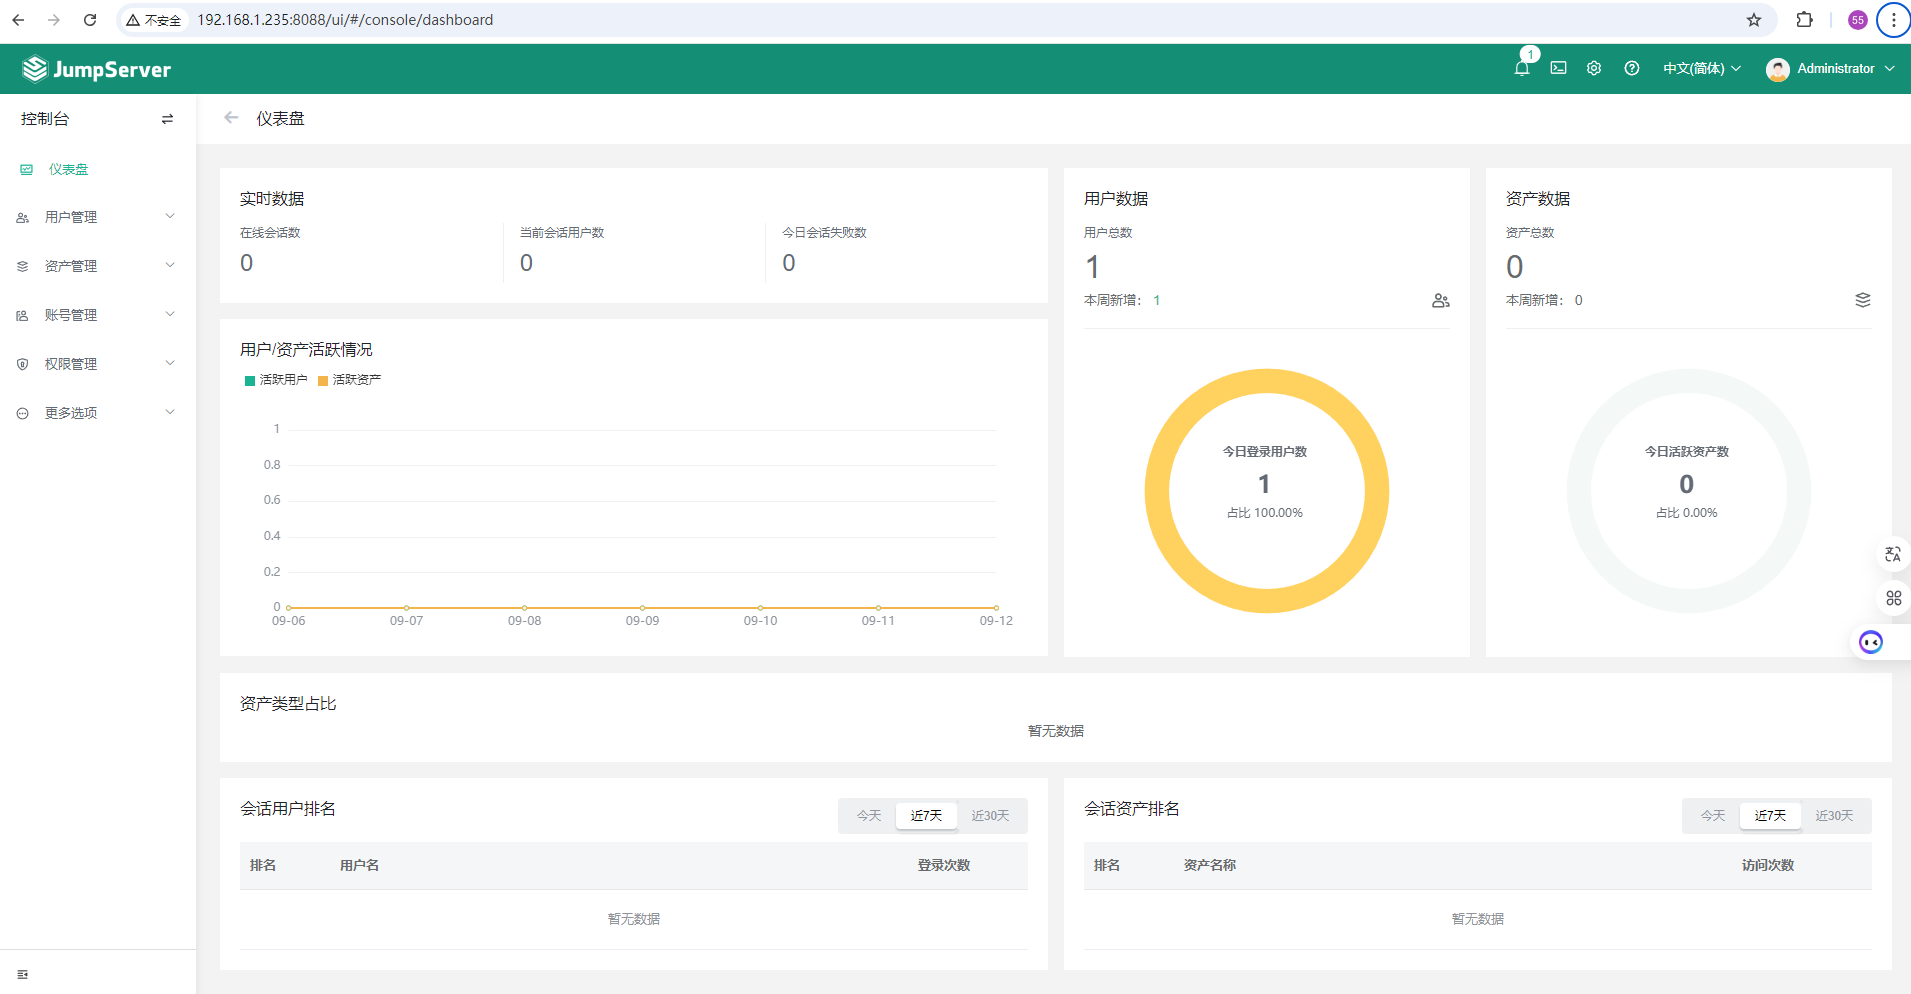 不安全
192.168.1.235:8088/ui/#/console/dashboard
55
JumpServer
1
中文(简体)
Administrator
控制台
仪表盘
用户管理
资产管理
账号管理
权限管理
更多选项
仪表盘
实时数据
在线会话数
0
当前会话用户数
0
今日会话失败数
0
用户/资产活跃情况
活跃用户 活跃资产
1
0.8
0.6
0.4
0.2
0
09-06 09-07 09-08 09-09 09-10 09-11 09-12
用户数据
用户总数
1
本周新增: 1
今日登录用户数
1
占比 100.00%
资产数据
资产总数
0
本周新增: 0
今日活跃资产数
0
占比 0.00%
资产类型占比
暂无数据
会话用户排名
今天 近7天 近30天
排名 用户名 登录次数
暂无数据
会话资产排名
今天 近7天 近30天
排名 资产名称 访问次数
暂无数据